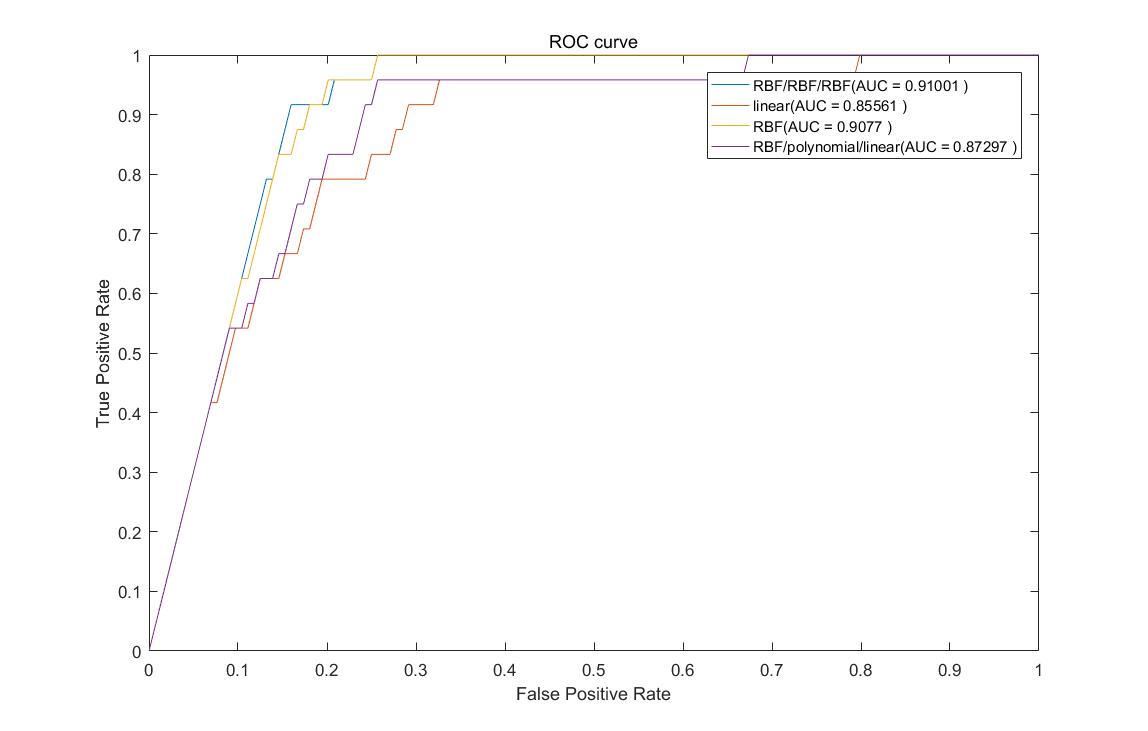 ROC curve
1
0.9
0.8
0.7
0.6
0.5
0.4
0.3
0.2
0.1
0
True Positive Rate
RBF/RBF/RBF(AUC = 0.91001 )
linear(AUC = 0.85561 )
RBF(AUC = 0.9077 )
RBF/polynomial/linear(AUC = 0.87297 )
0 0.1 0.2 0.3 0.4 0.5 0.6 0.7 0.8 0.9 1
False Positive Rate